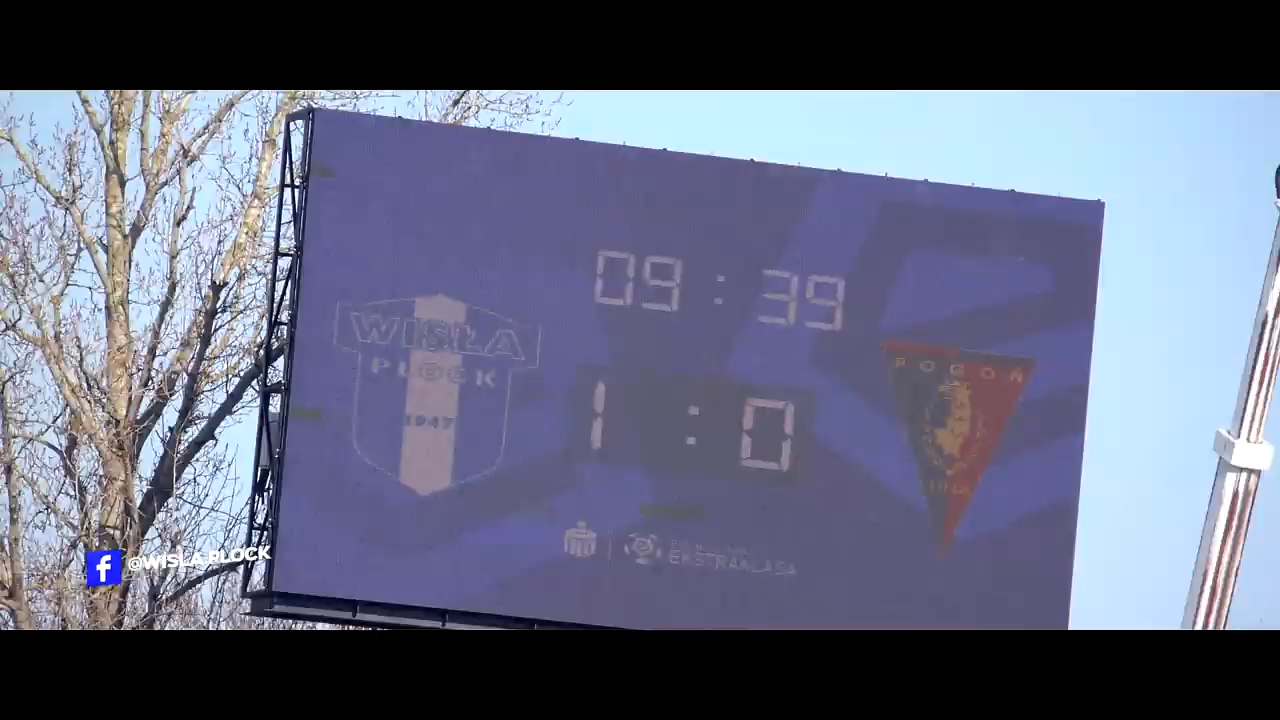 09 : 39
WISŁA
PŁOCK
1947
1 : 0
POGOŃ
EKSTRAKLASA
@WISLA.PLOCK